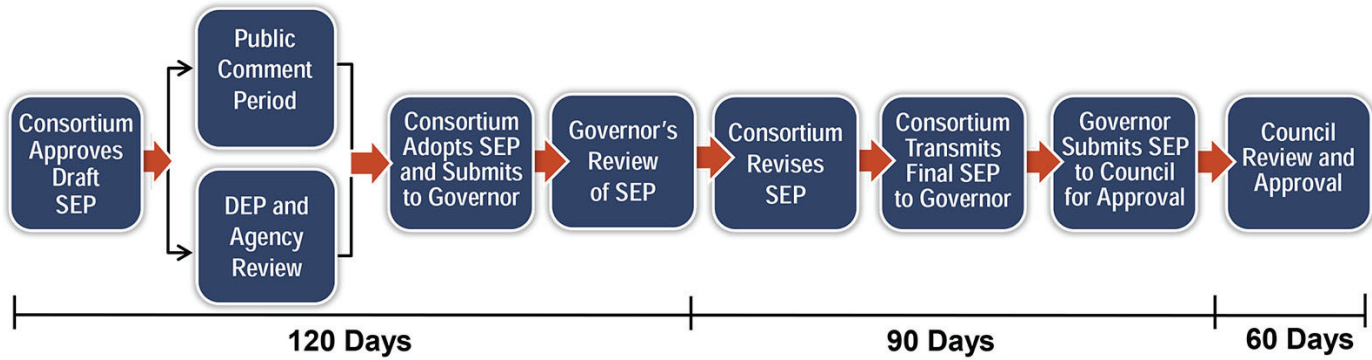 Consortium
Approves
Draft
SEP
Public
Comment
Period
DEP and
Agency
Review
Consortium
Adopts SEP
and Submits
to Governor
Governor's
Review
of SEP
Consortium
Revises
SEP
Consortium
Transmits
Final SEP
to Governor
Governor
Submits SEP
to Council
for Approval
Council
Review and
Approval
120 Days
90 Days
60 Days